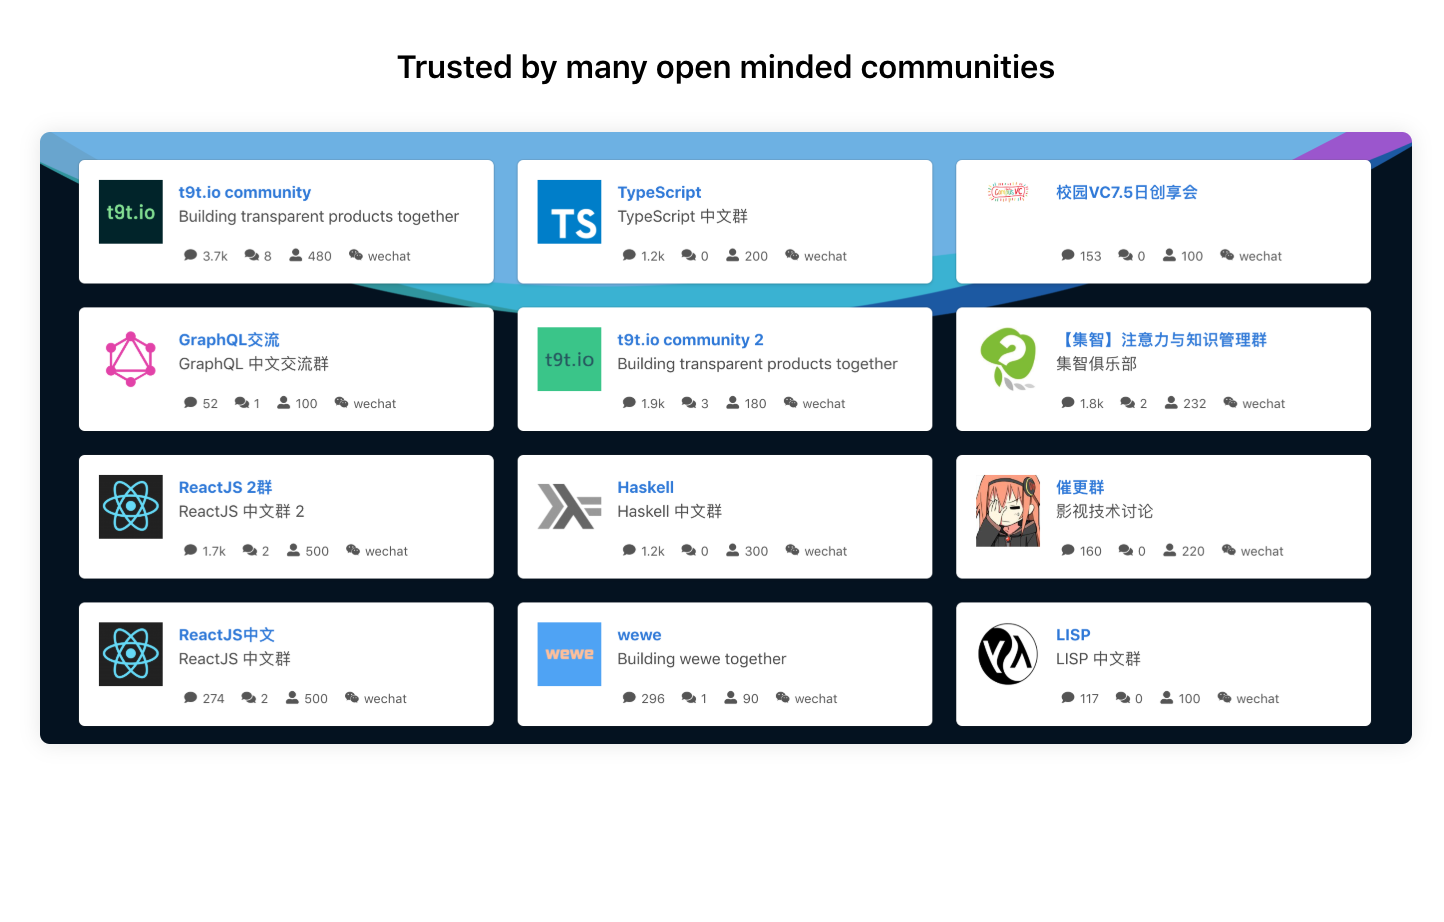 Trusted by many open minded communities
t9t.io
t9t.io community
Building transparent products together
3.7k 8 480 wechat
TS
TypeScript
TypeScript 中文群
1.2k 0 200 wechat
校园VC7.5日创享会
153 0 100 wechat
GraphQL交流
GraphQL 中文交流群
52 1 100 wechat
t9t.io
t9t.io community 2
Building transparent products together
1.9k 3 180 wechat
【集智】注意力与知识管理群
集智俱乐部
1.8k 2 232 wechat
ReactJS 2群
ReactJS 中文群 2
1.7k 2 500 wechat
Haskell
Haskell 中文群
1.2k 0 300 wechat
催更群
影视技术讨论
160 0 220 wechat
ReactJS中文
ReactJS 中文群
274 2 500 wechat
wewe
wewe
Building wewe together
296 1 90 wechat
LISP
LISP 中文群
117 0 100 wechat